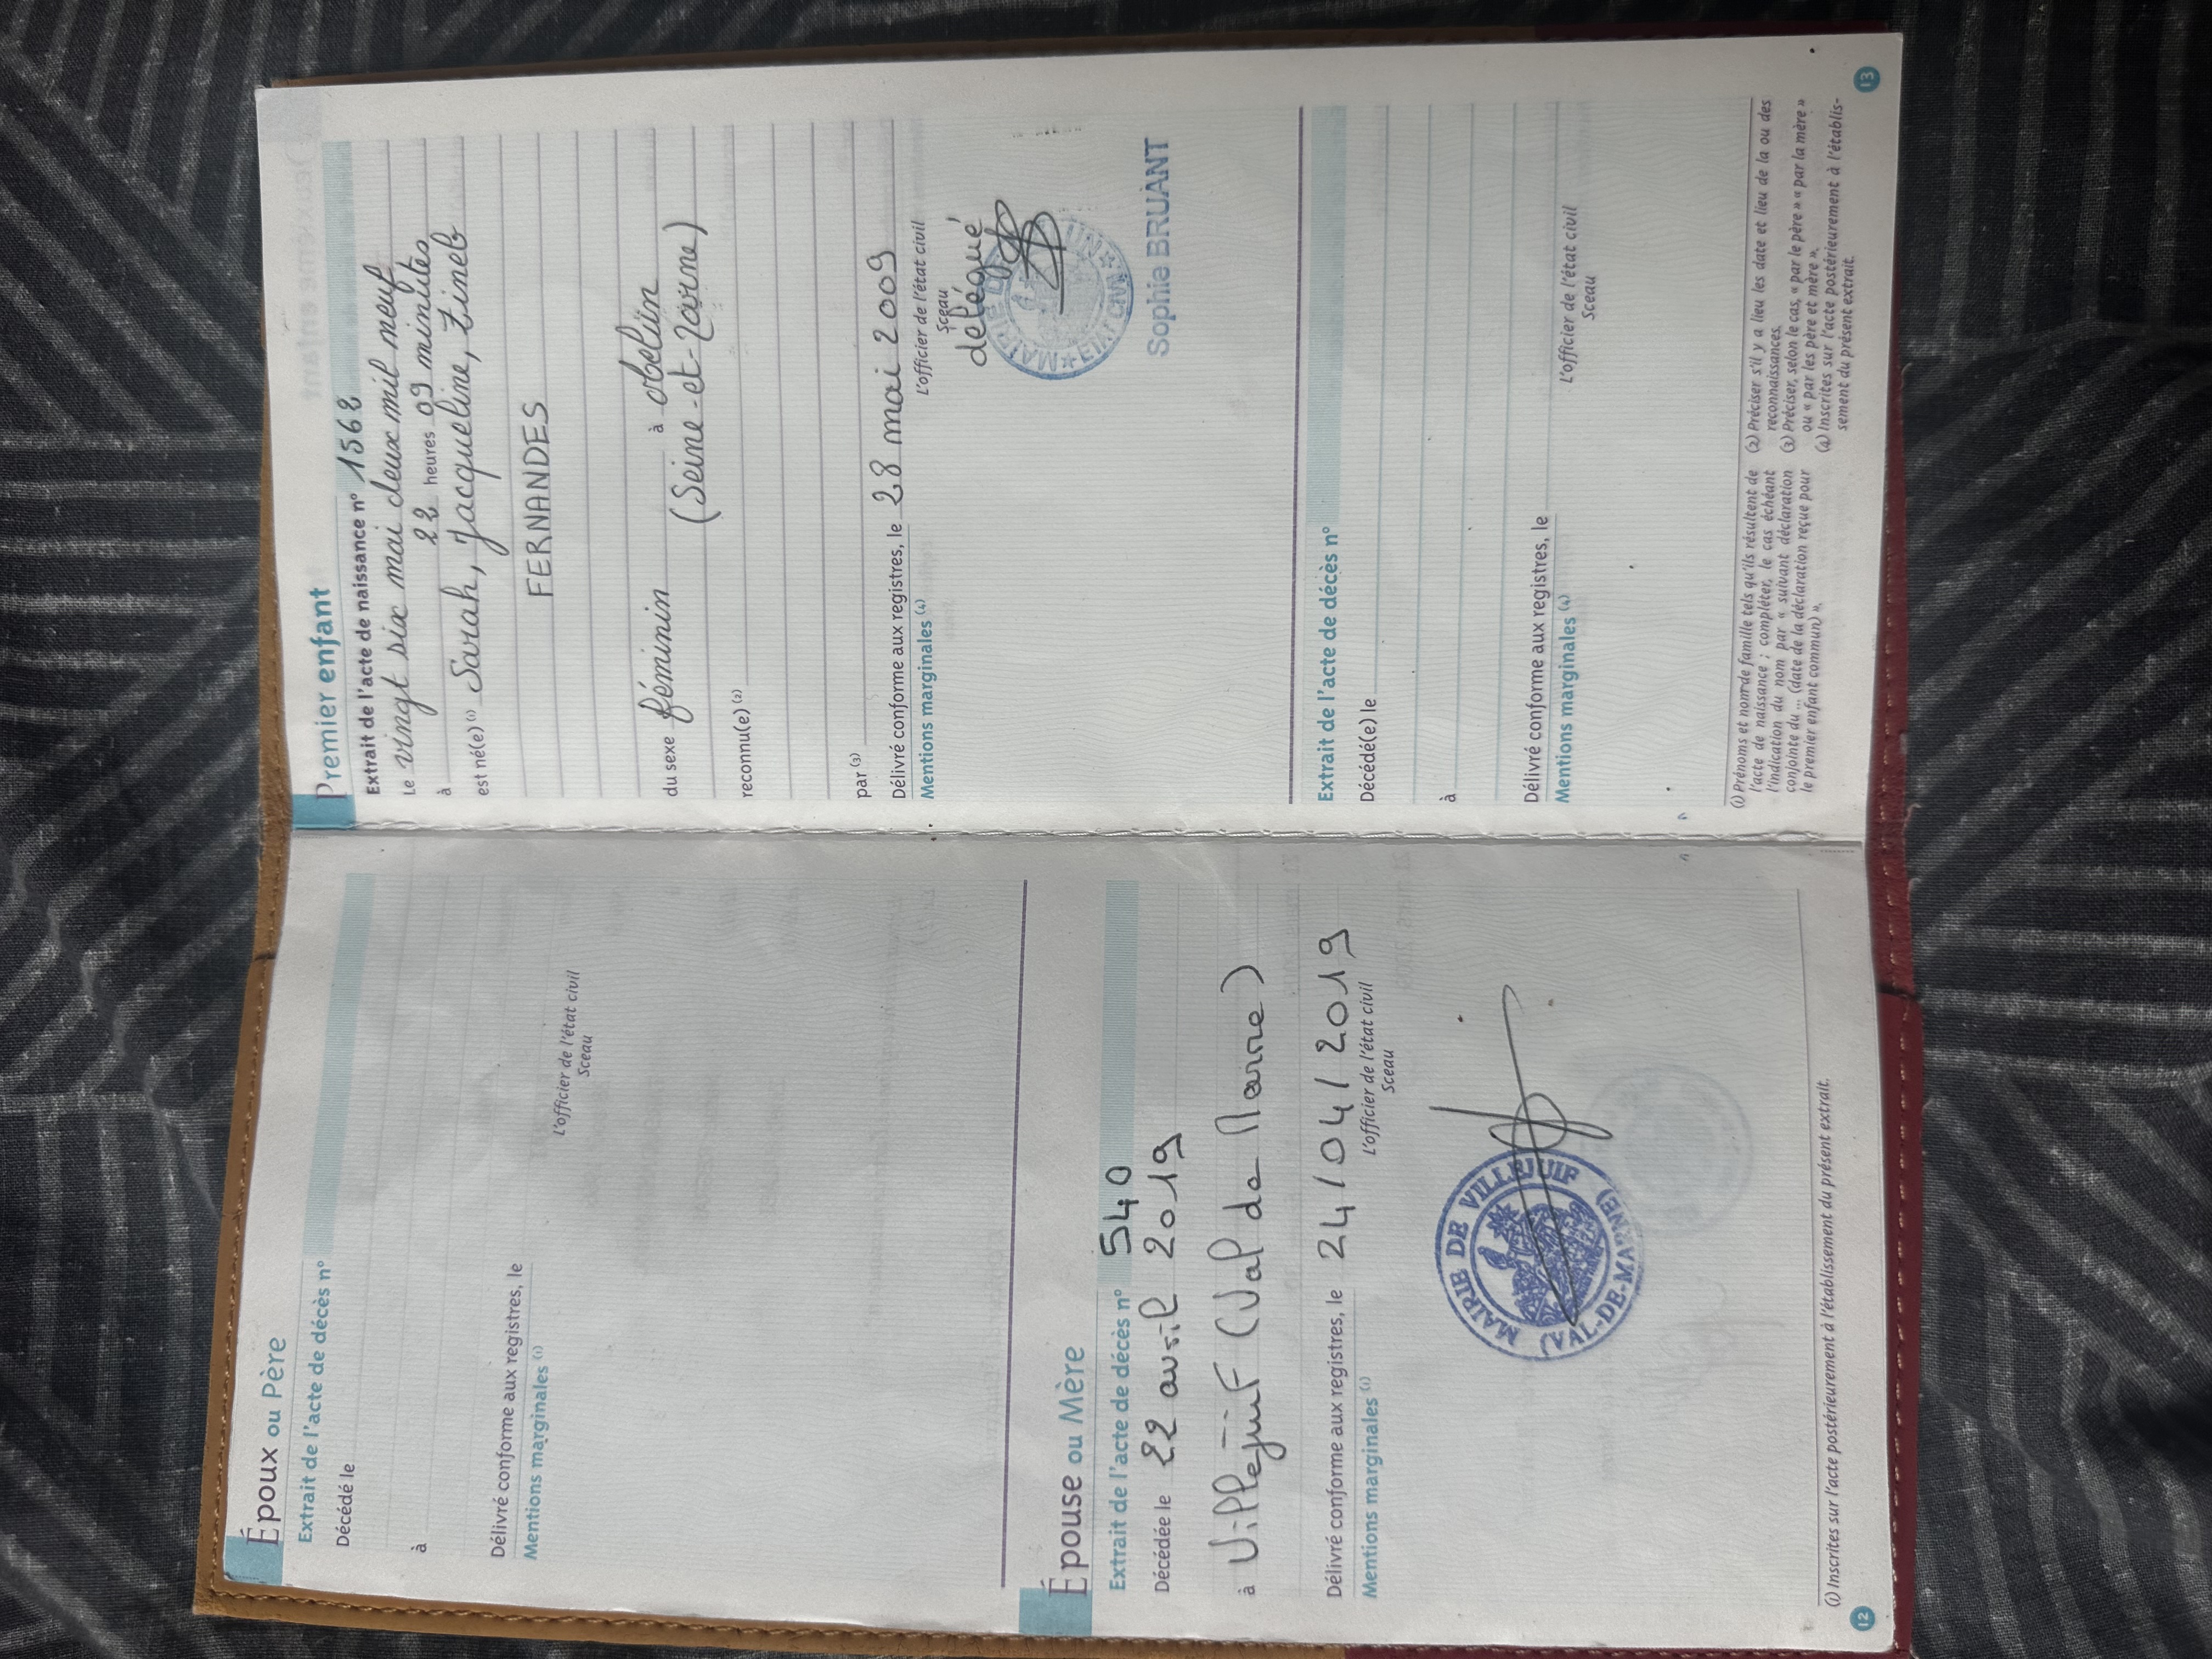 Époux ou Père
Extrait de l'acte de décès n°
Décédé le
à
Délivré conforme aux registres, le
Mentions marginales (1)
L'officier de l'état civil
Sceau
Épouse ou Mère
Extrait de l'acte de décès n° 540
Décédée le 22 avril 2019
à Villejuif (Val de Marne)
Délivré conforme aux registres, le 24/04/2019
Mentions marginales (1)
L'officier de l'état civil
Sceau
MAIRIE DE VILLEJUIF
(VAL-DE-MARNE)
(1) Inscrites sur l'acte postérieurement à l'établissement du présent extrait.
12
Premier enfant
Extrait de l'acte de naissance n° 1562
Le vingt six mai deux mil neuf
à 22 heures 09 minutes
est né(e) (1) Sarah, Jacqueline, Zineb
FERNANDES
du sexe féminin à Melun
(Seine-et-Marne)
reconnu(e) (2)
par (3)
Délivré conforme aux registres, le 28 mai 2009
Mentions marginales (4)
L'officier de l'état civil
Sceau
délégué
MAIRIE DE
ETAT CIVIL
Sophie BRUANT
Extrait de l'acte de décès n°
Décédé(e) le
à
Délivré conforme aux registres, le
Mentions marginales (4)
L'officier de l'état civil
Sceau
(1) Prénoms et nom de famille tels qu'ils résultent de
l'acte de naissance ; compléter, le cas échéant
l'indication du nom par « suivant déclaration
conjointe du ... (date de la déclaration reçue pour
le premier enfant commun) ».
(2) Préciser s'il y a lieu les date et lieu de la ou des
reconnaissances.
(3) Préciser, selon le cas, « par le père » « par la mère »
ou « par les père et mère ».
(4) Inscrites sur l'acte postérieurement à l'établis-
sement du présent extrait.
13